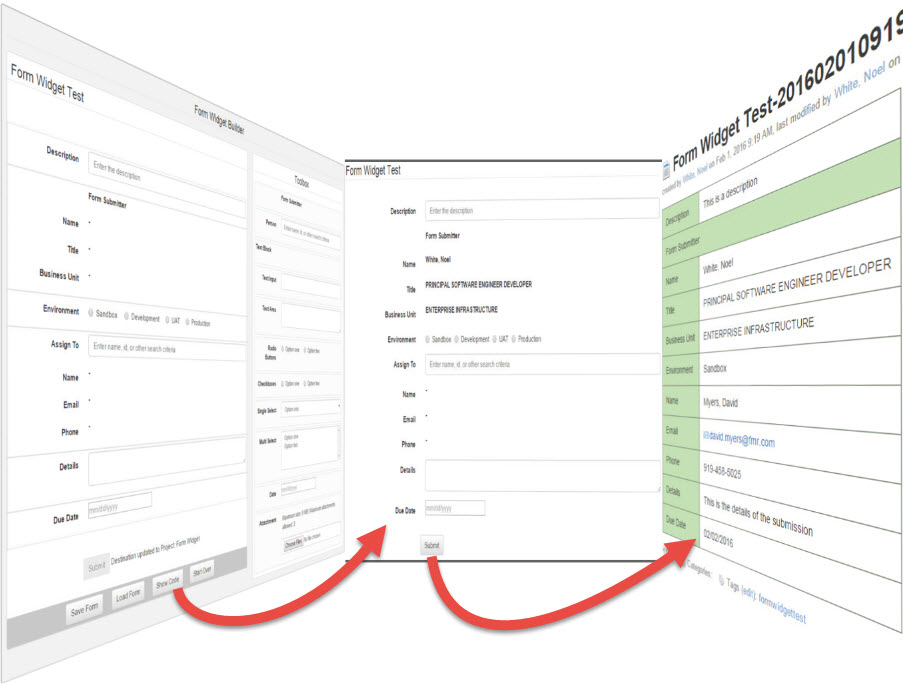 Form Widget Builder
Form Widget Test
Description Enter the description
Form Submitter
Name -
Title -
Business Unit -
Environment Sandbox Development UAT Production
Assign To Enter name, id, or other search criteria
Name -
Email -
Phone -
Details
Due Date mm/dd/yyyy
Submit Destination updated to Project: Form Widget
Save Form Load Form Show Code Start Over
Toolbox
Form Submitter
Person Enter name, id, or other search criteria
Text Block
Text Input
Text Area
Radio Buttons Option one Option two
Checkboxes Option one Option two
Single Select Option one
Multi Select Option one
Option two
Date mm/dd/yyyy
Attachment Maximum size: 5 MB Maximum attachments
allowed: 5
Choose Files No file chosen
Form Widget Test
Description Enter the description
Form Submitter
Name White, Noel
Title PRINCIPAL SOFTWARE ENGINEER DEVELOPER
Business Unit ENTERPRISE INFRASTRUCTURE
Environment Sandbox Development UAT Production
Assign To Enter name, id, or other search criteria
Name -
Email -
Phone -
Details
Due Date mm/dd/yyyy
Submit
Form Widget Test-201602010919
created by White, Noel on Feb 1, 2016 9:19 AM, last modified by White, Noel on
Description This is a description
Form Submitter
Name White, Noel
Title PRINCIPAL SOFTWARE ENGINEER DEVELOPER
Business Unit ENTERPRISE INFRASTRUCTURE
Environment Sandbox
Name Myers, David
Email david.myers@fmr.com
Phone 919-458-6025
Details This is the details of the submission
Due Date 02/02/2016
Categories:
Tags (edit): formwidgettest